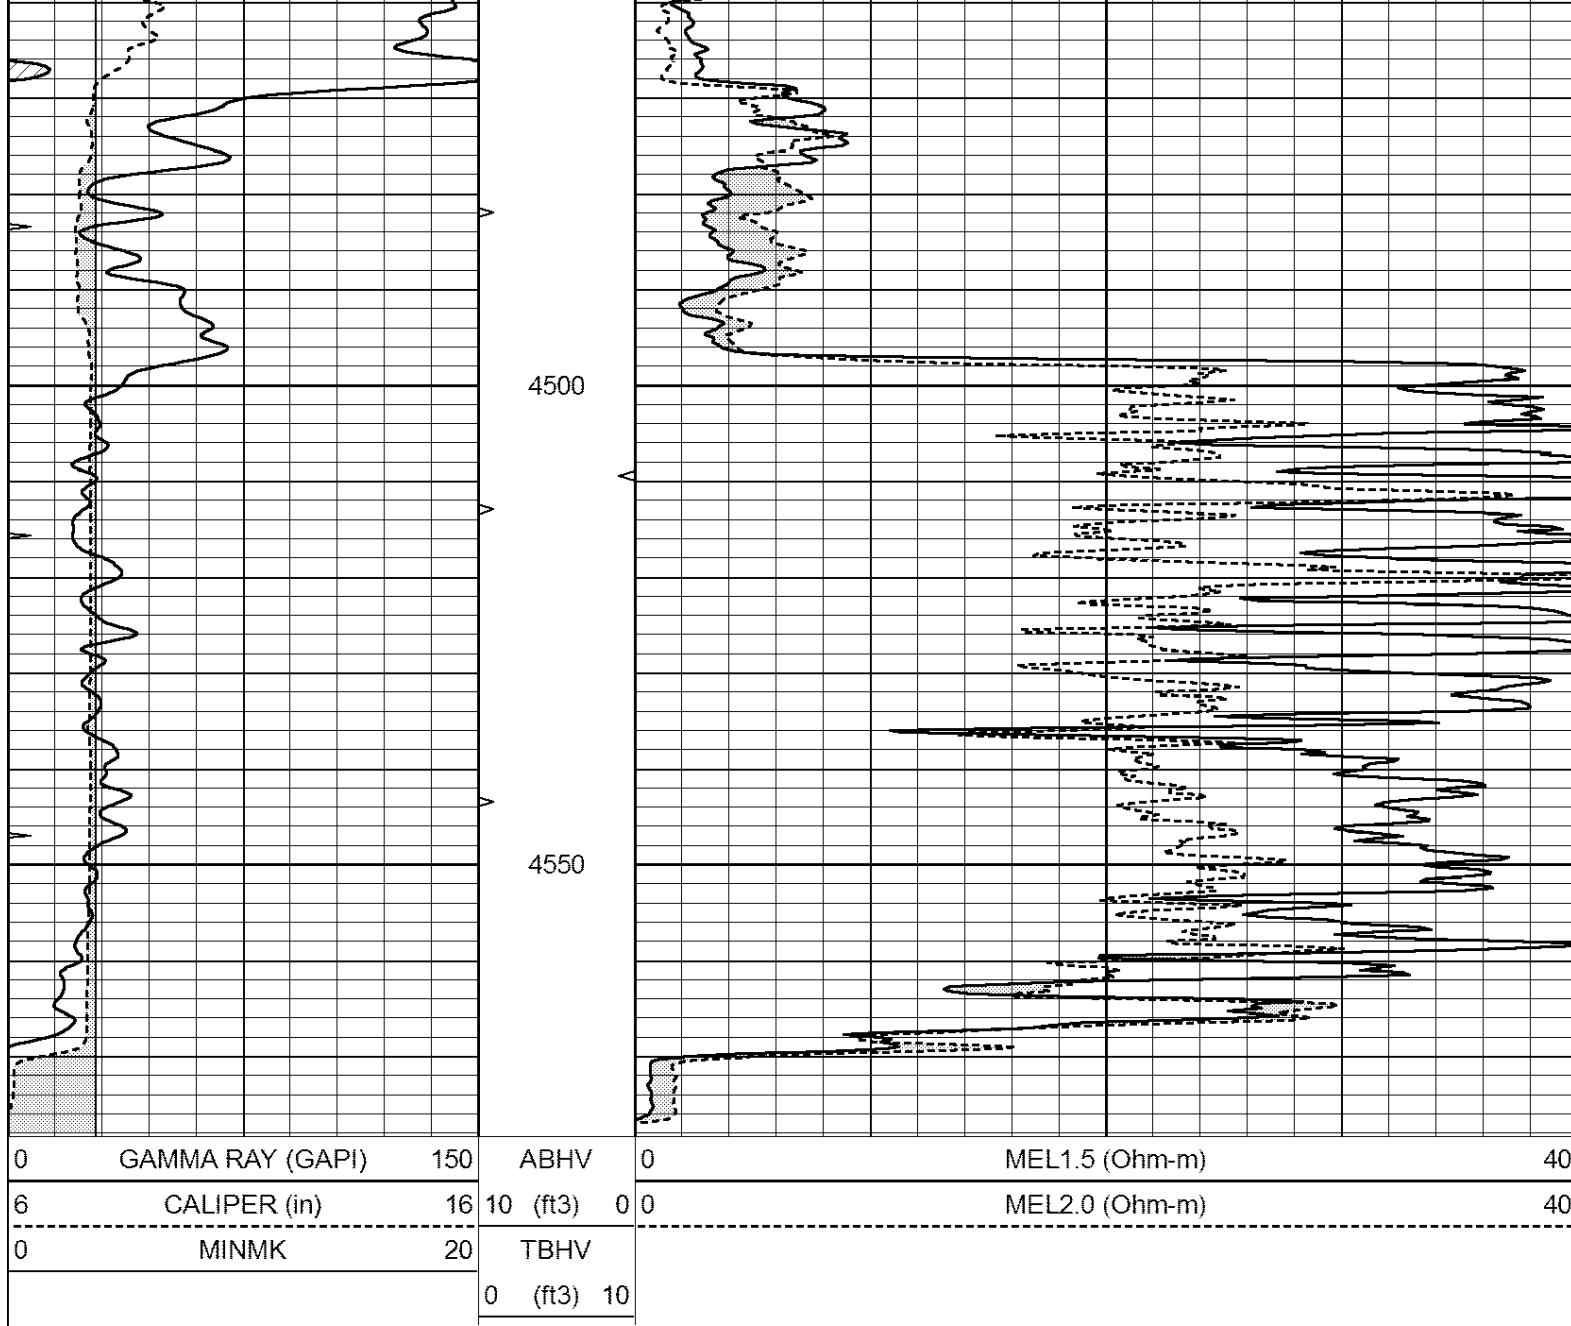 4500
4550
0 GAMMA RAY (GAPI) 150 ABHV 0 MEL1.5 (Ohm-m) 40
6 CALIPER (in) 16 10 (ft3) 0 0 MEL2.0 (Ohm-m) 40
0 MINMK 20 TBHV
0 (ft3) 10